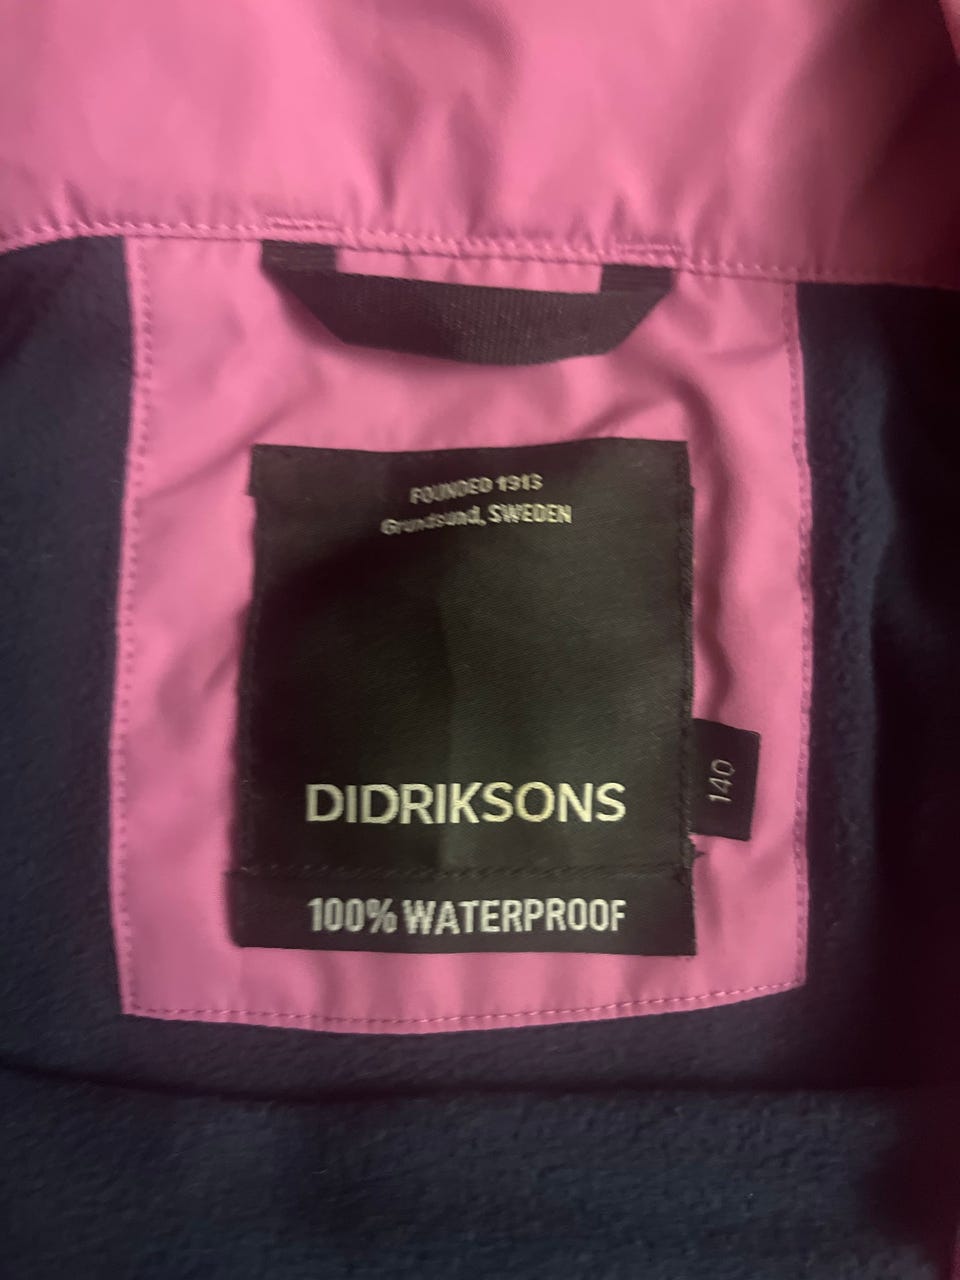 FOUNDED 1913
Grundsund, SWEDEN
DIDRIKSONS
140
100% WATERPROOF